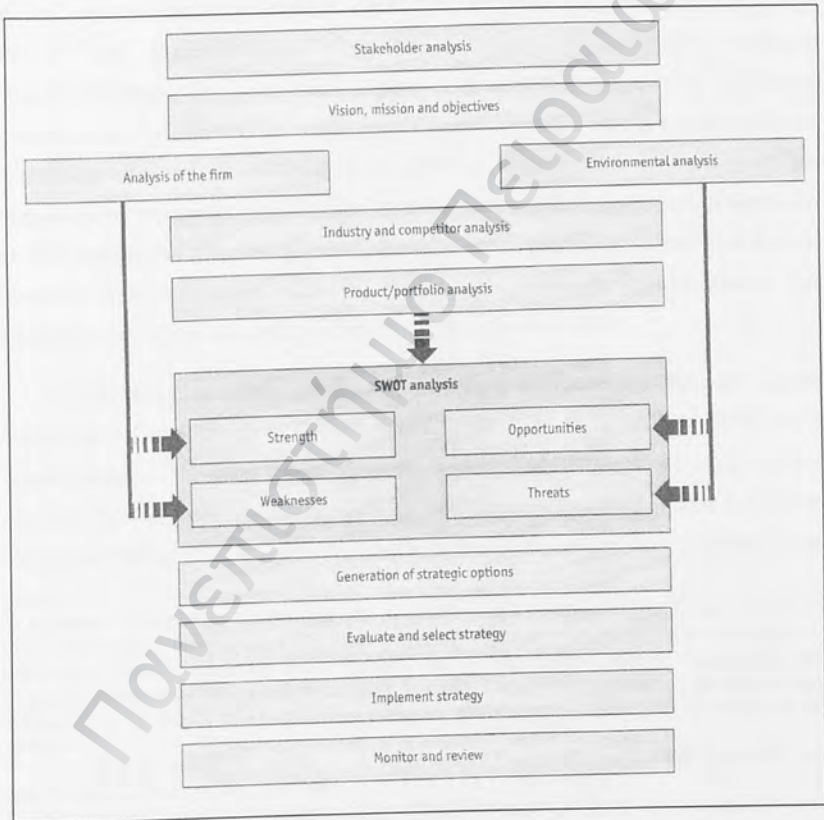 Stakeholder analysis
Vision, mission and objectives
Analysis of the firm
Environmental analysis
Industry and competitor analysis
Product/portfolio analysis
SWOT analysis
Strength
Opportunities
Weaknesses
Threats
Generation of strategic options
Evaluate and select strategy
Implement strategy
Monitor and review
Πανεπιστήμιο Πειραιά